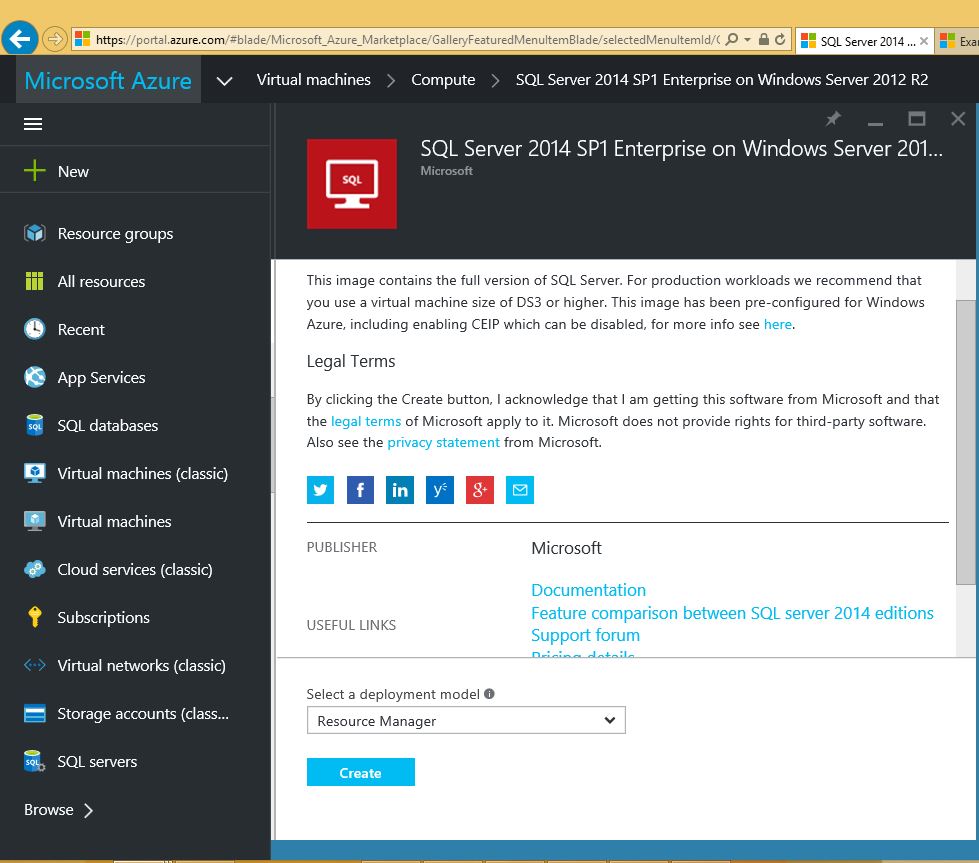 https://portal.azure.com/#blade/Microsoft_Azure_Marketplace/GalleryFeaturedMenuItemBlade/selectedMenuItemId/
SQL Server 2014 ...
Microsoft Azure
Virtual machines
Compute
SQL Server 2014 SP1 Enterprise on Windows Server 2012 R2
New
Resource groups
All resources
Recent
App Services
SQL databases
Virtual machines (classic)
Virtual machines
Cloud services (classic)
Subscriptions
Virtual networks (classic)
Storage accounts (class...
SQL servers
Browse
SQL
SQL Server 2014 SP1 Enterprise on Windows Server 201...
Microsoft
This image contains the full version of SQL Server. For production workloads we recommend that
you use a virtual machine size of DS3 or higher. This image has been pre-configured for Windows
Azure, including enabling CEIP which can be disabled, for more info see here.
Legal Terms
By clicking the Create button, I acknowledge that I am getting this software from Microsoft and that
the legal terms of Microsoft apply to it. Microsoft does not provide rights for third-party software.
Also see the privacy statement from Microsoft.
PUBLISHER
Microsoft
USEFUL LINKS
Documentation
Feature comparison between SQL server 2014 editions
Support forum
Pricing details
Select a deployment model
Resource Manager
Create